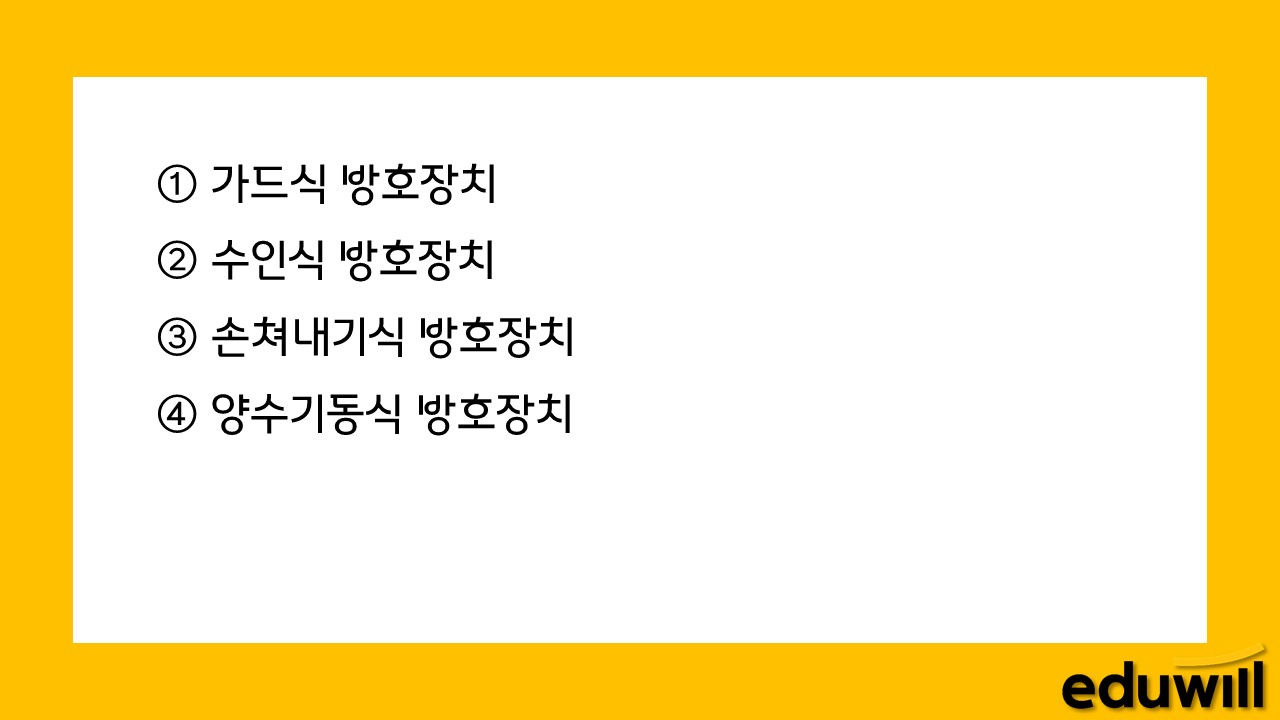 ① 가드식 방호장치
② 수인식 방호장치
③ 손쳐내기식 방호장치
④ 양수기동식 방호장치
eduwill